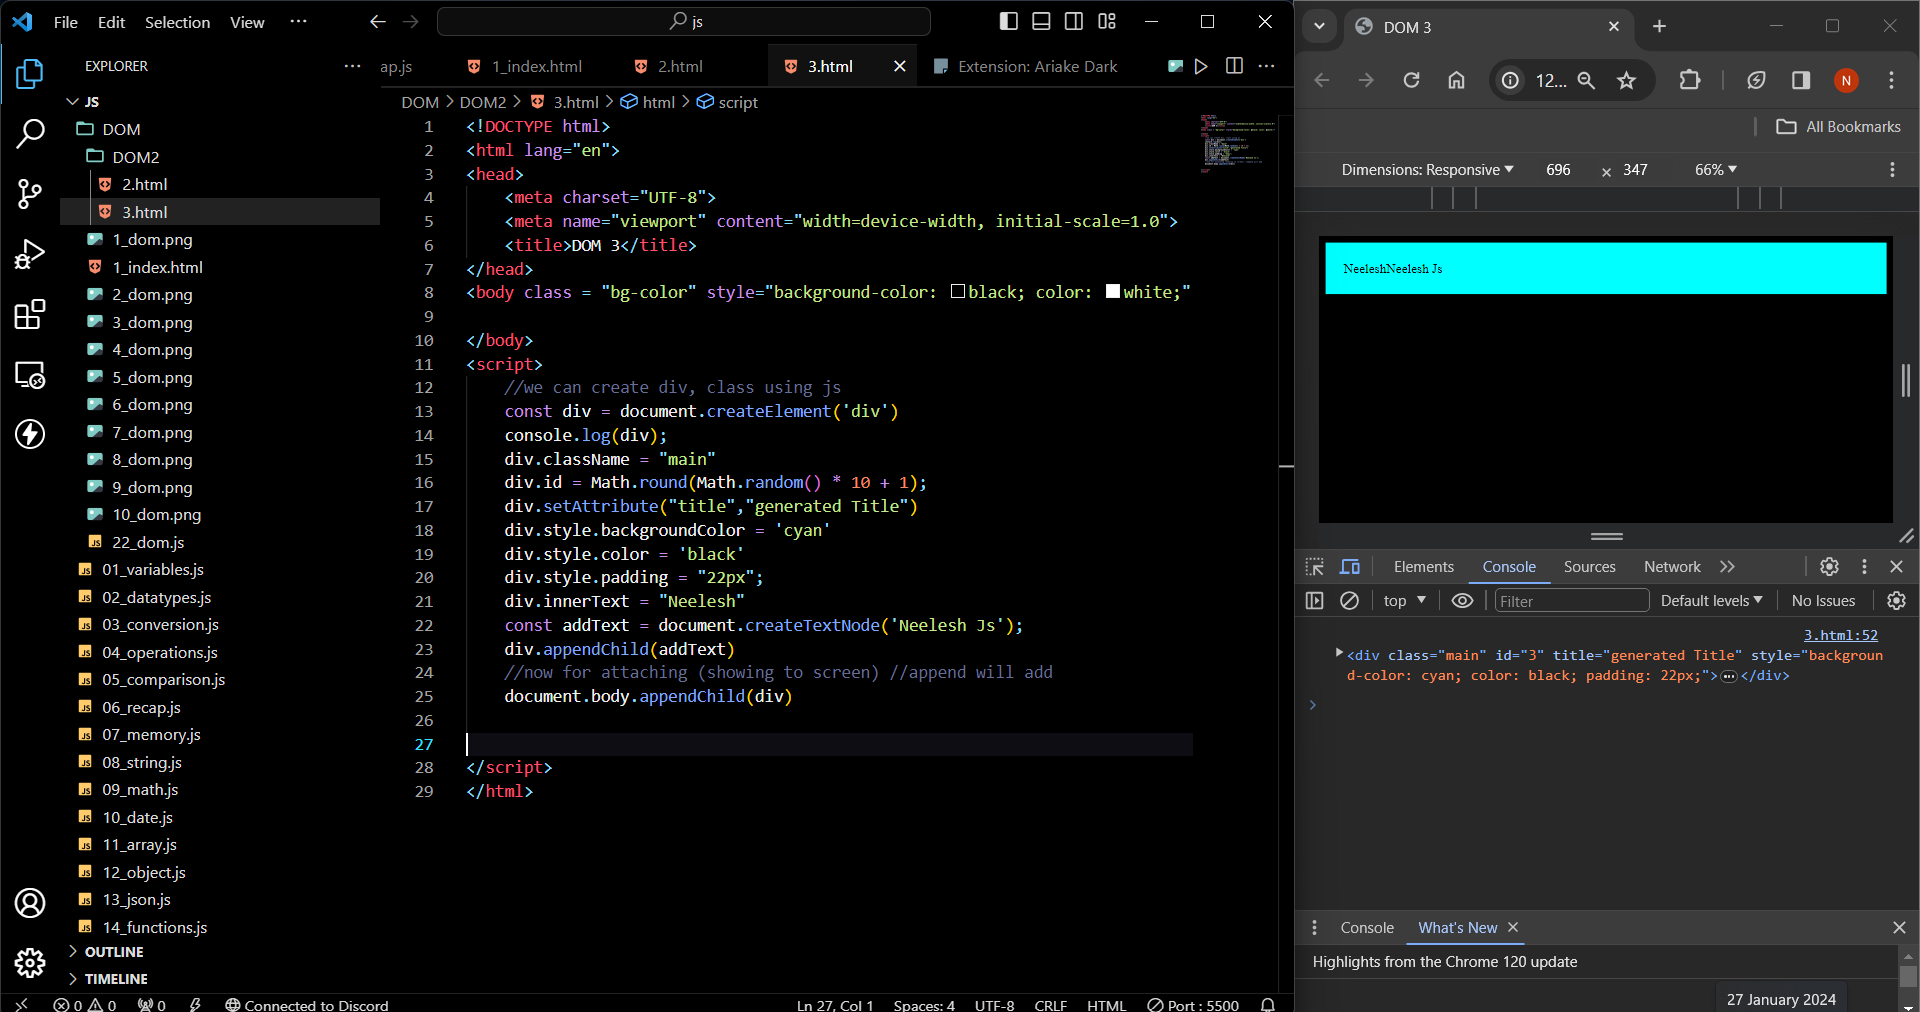 File Edit Selection View ···
js
EXPLORER
JS
DOM
DOM2
2.html
3.html
1_dom.png
1_index.html
2_dom.png
3_dom.png
4_dom.png
5_dom.png
6_dom.png
7_dom.png
8_dom.png
9_dom.png
10_dom.png
22_dom.js
01_variables.js
02_datatypes.js
03_conversion.js
04_operations.js
05_comparison.js
06_recap.js
07_memory.js
08_string.js
09_math.js
10_date.js
11_array.js
12_object.js
13_json.js
14_functions.js
OUTLINE
TIMELINE
ap.js 1_index.html 2.html 3.html Extension: Ariake Dark
DOM > DOM2 > 3.html > html > script
1 <!DOCTYPE html>
2 <html lang="en">
3 <head>
4     <meta charset="UTF-8">
5     <meta name="viewport" content="width=device-width, initial-scale=1.0">
6     <title>DOM 3</title>
7 </head>
8 <body class = "bg-color" style="background-color: black; color: white;"
9
10 </body>
11 <script>
12     //we can create div, class using js
13     const div = document.createElement('div')
14     console.log(div);
15     div.className = "main"
16     div.id = Math.round(Math.random() * 10 + 1);
17     div.setAttribute("title","generated Title")
18     div.style.backgroundColor = 'cyan'
19     div.style.color = 'black'
20     div.style.padding = "22px";
21     div.innerText = "Neelesh"
22     const addText = document.createTextNode('Neelesh Js');
23     div.appendChild(addText)
24     //now for attaching (showing to screen) //append will add
25     document.body.appendChild(div)
26
27
28 </script>
29 </html>
0 0 0 Connected to Discord Ln 27, Col 1 Spaces: 4 UTF-8 CRLF HTML Port : 5500
DOM 3
12...
N
All Bookmarks
Dimensions: Responsive 696 × 347 66%
NeeleshNeelesh Js
Elements Console Sources Network
top Filter Default levels No Issues
3.html:52
<div class="main" id="3" title="generated Title" style="backgroun
d-color: cyan; color: black; padding: 22px;">…</div>
Console What's New
Highlights from the Chrome 120 update
27 January 2024